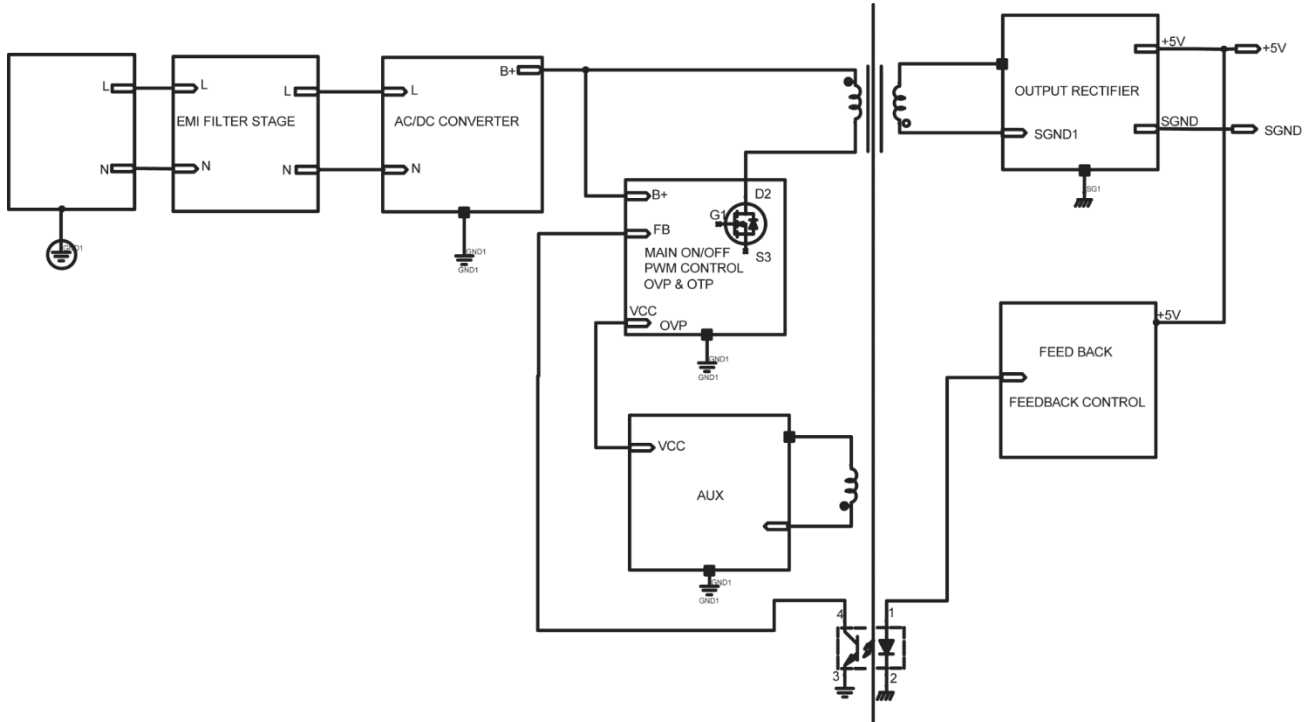 L
N
GND1
L
N
EMI FILTER STAGE
L
N
L
N
AC/DC CONVERTER
B+
GND1
GND1
B+
FB
D2
G1
S3
MAIN ON/OFF
PWM CONTROL
OVP & OTP
VCC
OVP
GND1
GND1
VCC
AUX
GND1
GND1
4
3
1
2
+5V
OUTPUT RECTIFIER
SGND1
SGND
SG1
+5V
SGND
+5V
FEED BACK
FEEDBACK CONTROL